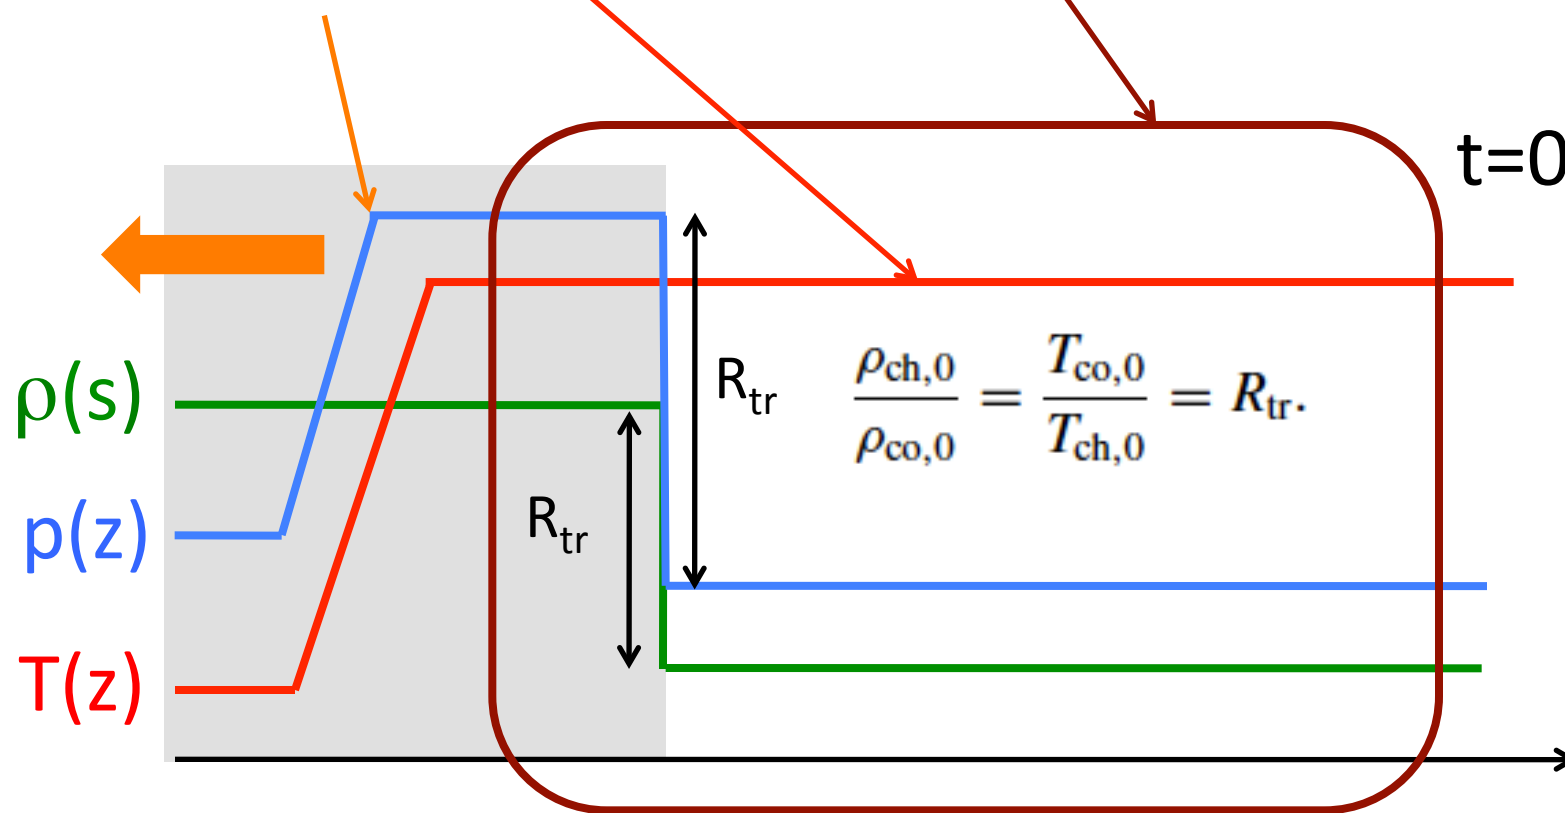 t=0
ρ(s)
p(z)
T(z)
R_tr
R_tr
ρ_ch,0 / ρ_co,0 = T_co,0 / T_ch,0 = R_tr.